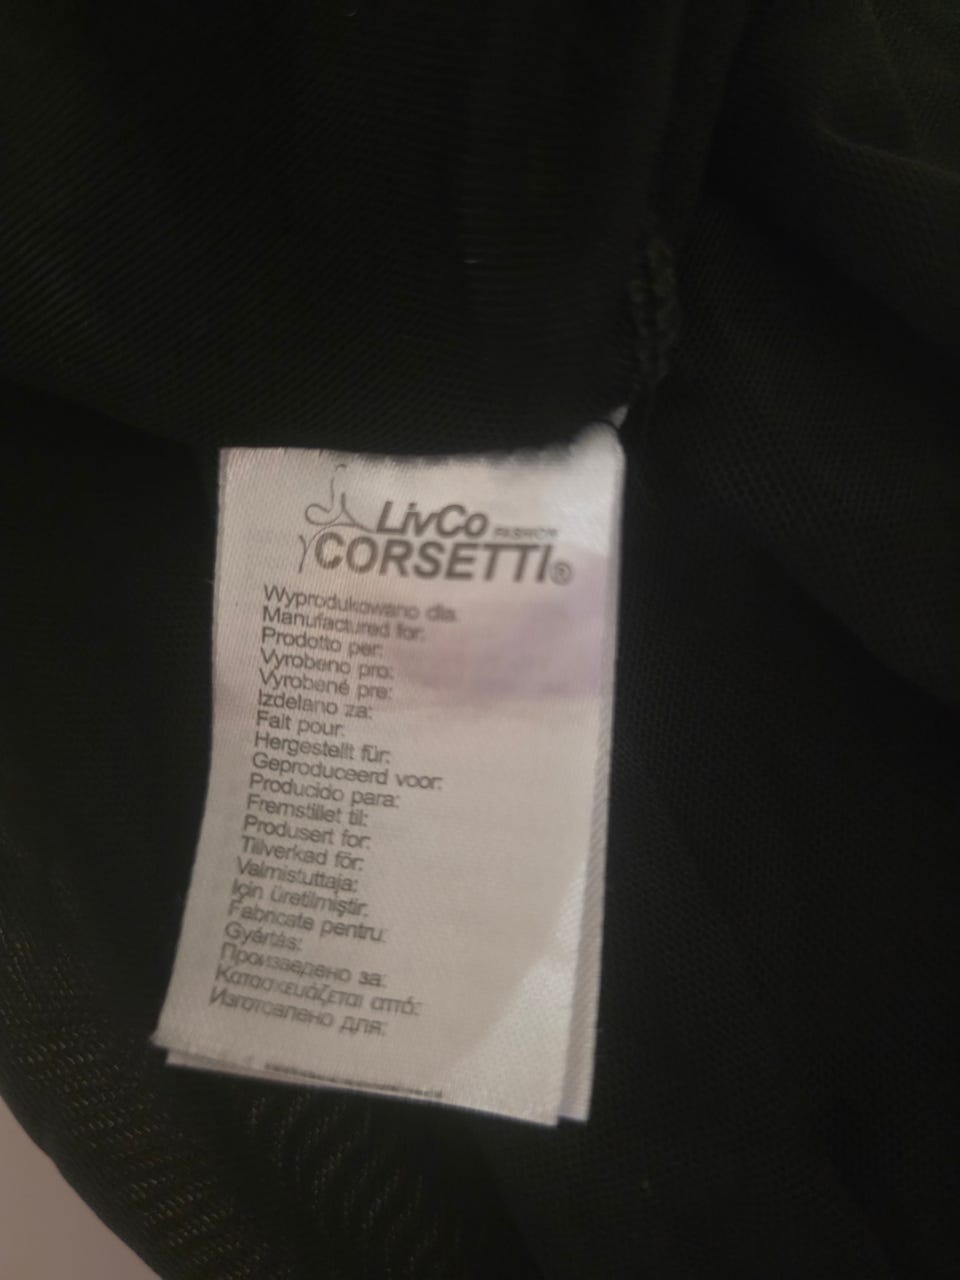 LivCo FASHION
CORSETTI®
Wyprodukowano dla:
Manufactured for:
Prodotto per:
Vyrobeno pro:
Vyrobené pre:
Izdelano za:
Fait pour:
Hergestellt für:
Geproduceerd voor:
Producido para:
Fremstillet til:
Produsert for:
Tillverkad för:
Valmistuttaja:
Için üretilmiştir:
Fabricate pentru:
Gyártás:
Произведено за:
Κατασκευάζεται από:
Изготовлено для: